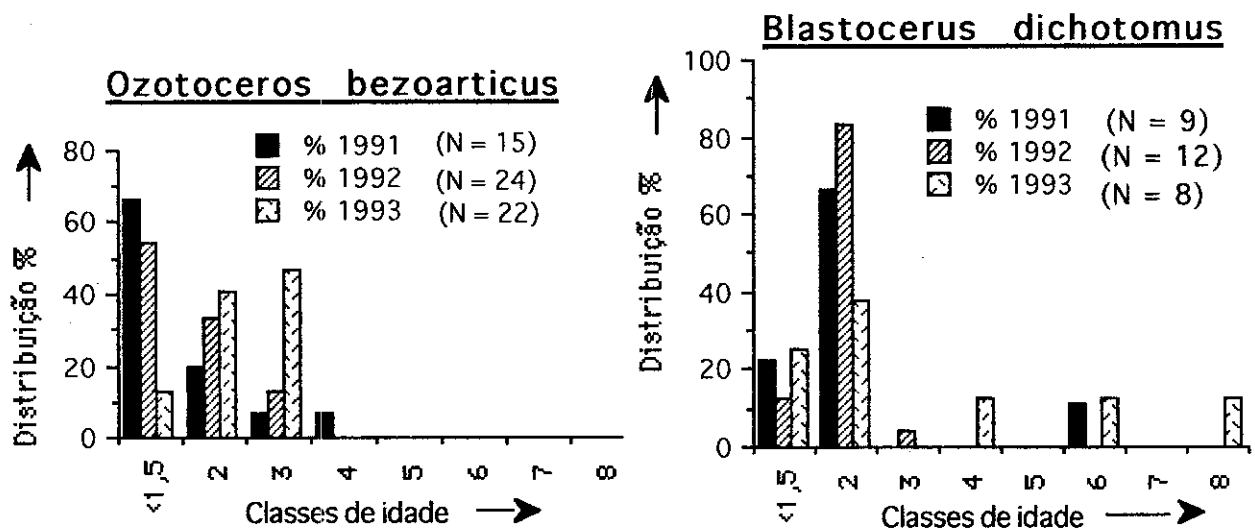 Ozotoceros bezoarticus
% 1991 (N = 15)
% 1992 (N = 24)
% 1993 (N = 22)
Distribuição %
80
60
40
20
0
<1,5 2 3 4 5 6 7 8
Classes de idade
Blastocerus dichotomus
% 1991 (N = 9)
% 1992 (N = 12)
% 1993 (N = 8)
Distribuição %
100
80
60
40
20
0
<1,5 2 3 4 5 6 7 8
Classes de idade